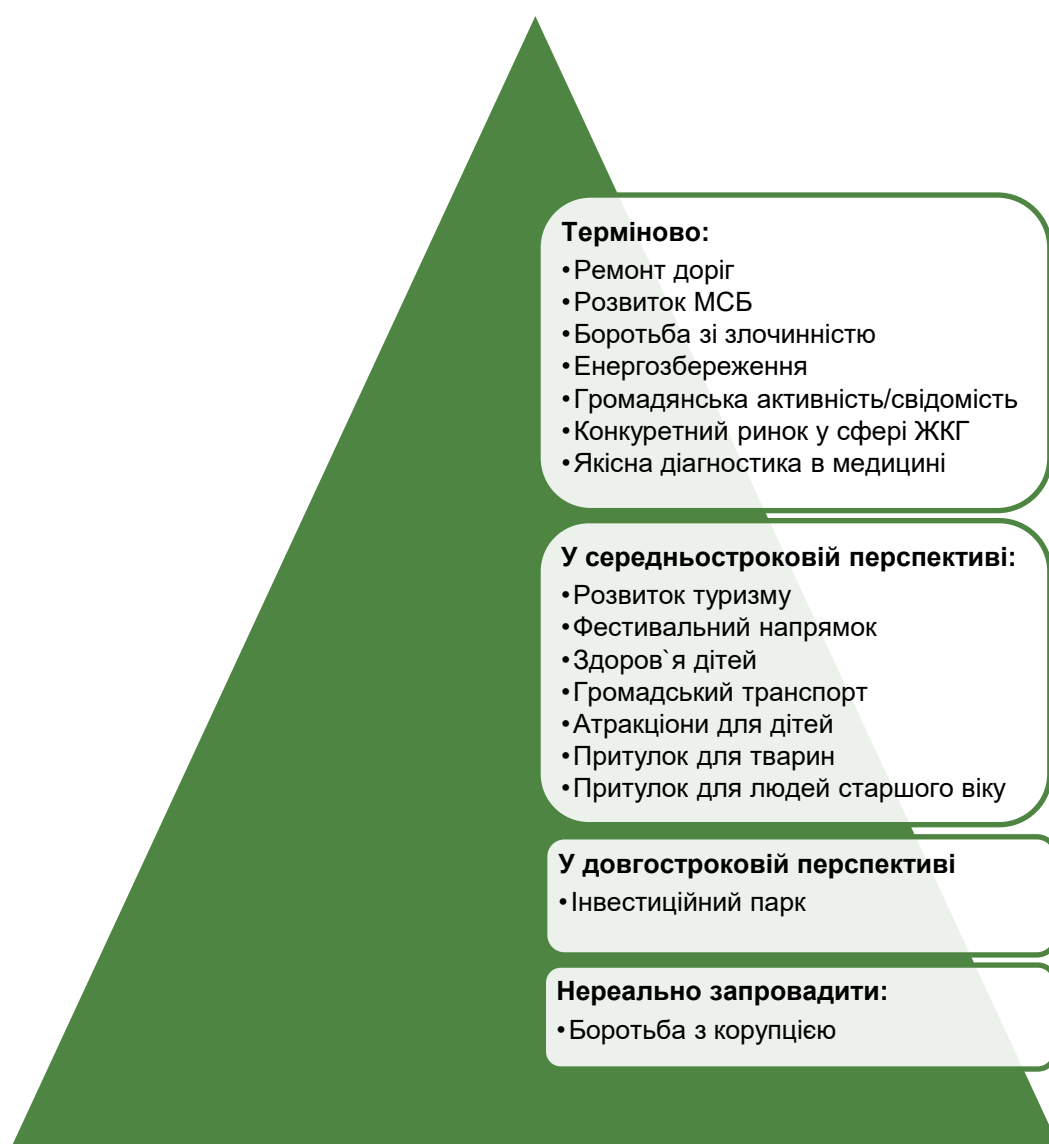 Терміново:
•Ремонт доріг
•Розвиток МСБ
•Боротьба зі злочинністю
•Енергозбереження
•Громадянська активність/свідомість
•Конкуретний ринок у сфері ЖКГ
•Якісна діагностика в медицині
У середньостроковій перспективі:
•Розвиток туризму
•Фестивальний напрямок
•Здоров`я дітей
•Громадський транспорт
•Атракціони для дітей
•Притулок для тварин
•Притулок для людей старшого віку
У довгостроковій перспективі
•Інвестиційний парк
Нереально запровадити:
•Боротьба з корупцією